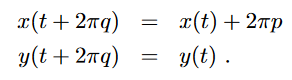 x(t + 2πq) = x(t) + 2πp
y(t + 2πq) = y(t) .